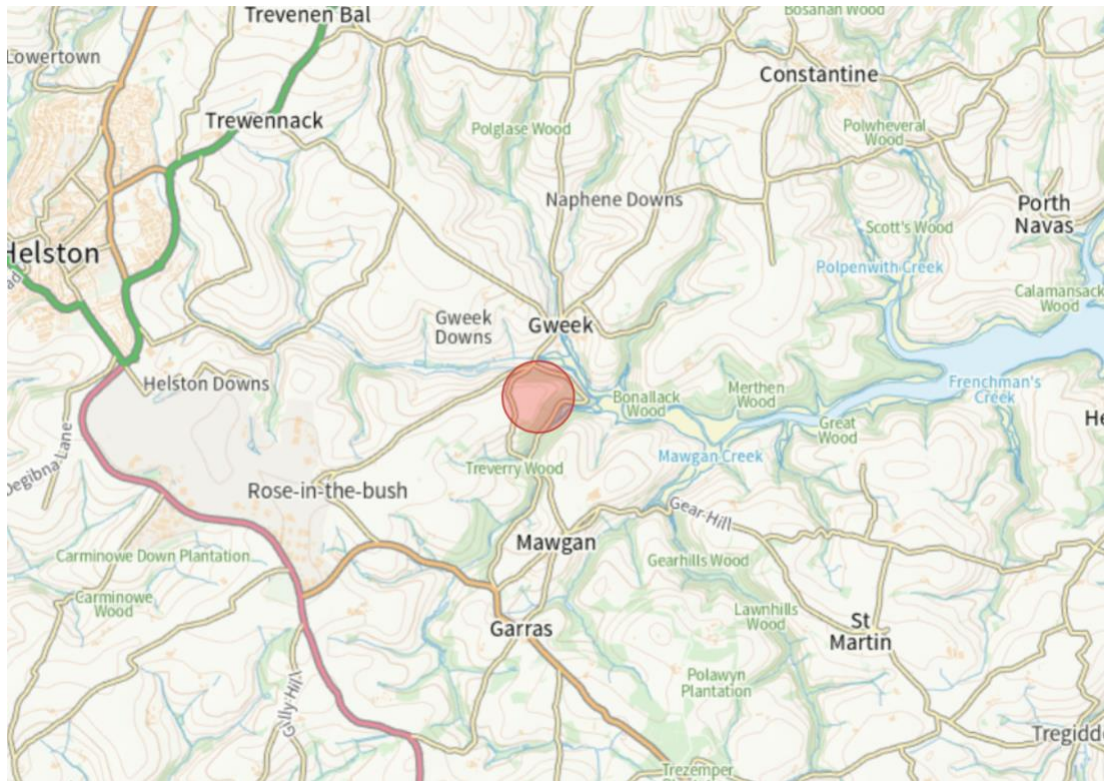 Trevenen Bal
Bosanan Wood
Lowertown
Constantine
Trewennack
Polglase Wood
Polwheveral
Wood
Naphene Downs
Porth
Navas
Scott's Wood
Helston
Polpenwith Creek
Calamansack
Wood
Gweek
Downs
Gweek
Helston Downs
Bonallack
Wood
Merthen
Wood
Frenchman's
Creek
Great
Wood
He
Degibna Lane
Treverry Wood
Mawgan Creek
Rose-in-the-bush
Gear Hill
Mawgan
Carminowe Down Plantation
Gearhills Wood
Carminowe
Wood
Lawnhills
Wood
Garras
St
Martin
Polawyn
Plantation
Gilly Hill
Tregidde
Trezemper